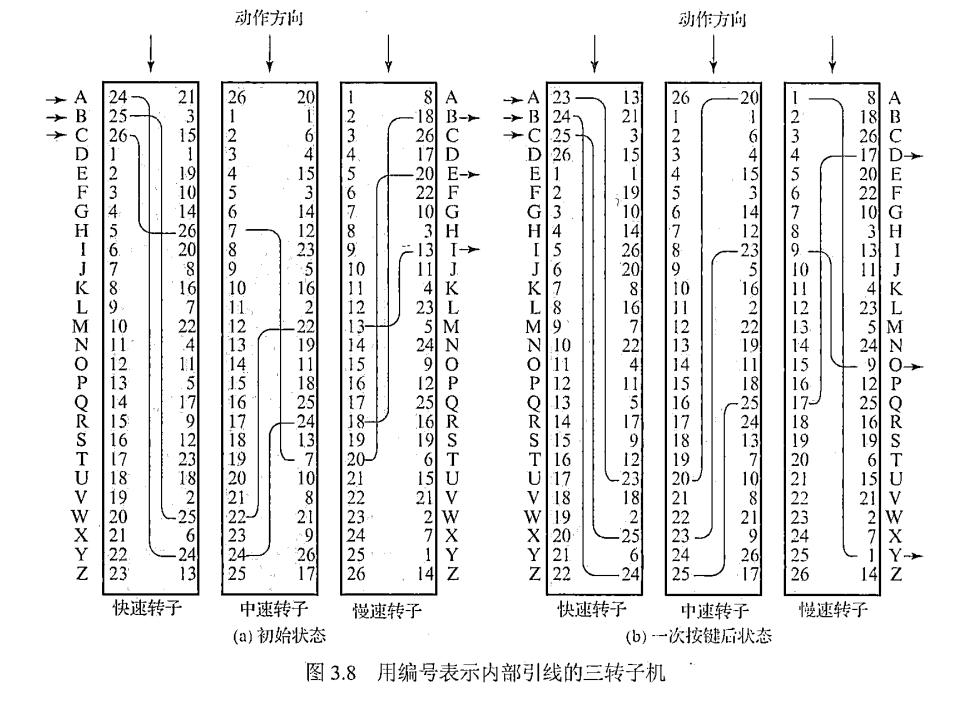 动作方向 动作方向
A 24 21 26 20 1 8 A A 23 13 26 20 1 8 A
B 25 3 1 1 2 18 B B 24 21 1 1 2 18 B
C 26 15 2 6 3 26 C C 25 3 2 6 3 26 C
D 1 1 3 4 4 17 D D 26 15 3 4 4 17 D
E 2 19 4 15 5 20 E E 1 1 4 15 5 20 E
F 3 10 5 3 6 22 F F 2 19 5 3 6 22 F
G 4 14 6 14 7 10 G G 3 10 6 14 7 10 G
H 5 26 7 12 8 3 H H 4 14 7 12 8 3 H
I 6 20 8 23 9 13 I I 5 26 8 23 9 13 I
J 7 8 9 5 10 11 J J 6 20 9 5 10 11 J
K 8 16 10 16 11 4 K K 7 8 10 16 11 4 K
L 9 7 11 2 12 23 L L 8 16 11 2 12 23 L
M 10 22 12 22 13 5 M M 9 7 12 22 13 5 M
N 11 4 13 19 14 24 N N 10 22 13 19 14 24 N
O 12 11 14 11 15 9 O O 11 4 14 11 15 9 O
P 13 5 15 18 16 12 P P 12 11 15 18 16 12 P
Q 14 17 16 25 17 25 Q Q 13 5 16 25 17 25 Q
R 15 9 17 24 18 16 R R 14 17 17 24 18 16 R
S 16 12 18 13 19 19 S S 15 9 18 13 19 19 S
T 17 23 19 7 20 6 T T 16 12 19 7 20 6 T
U 18 18 20 10 21 15 U U 17 23 20 10 21 15 U
V 19 2 21 8 22 21 V V 18 18 21 8 22 21 V
W 20 25 22 21 23 2 W W 19 2 22 21 23 2 W
X 21 6 23 9 24 7 X X 20 25 23 9 24 7 X
Y 22 24 24 26 25 1 Y Y 21 6 24 26 25 1 Y
Z 23 13 25 17 26 14 Z Z 22 24 25 17 26 14 Z
快速转子 中速转子 慢速转子 快速转子 中速转子 慢速转子
(a) 初始状态 (b) 一次按键后状态
图 3.8 用编号表示内部引线的三转子机